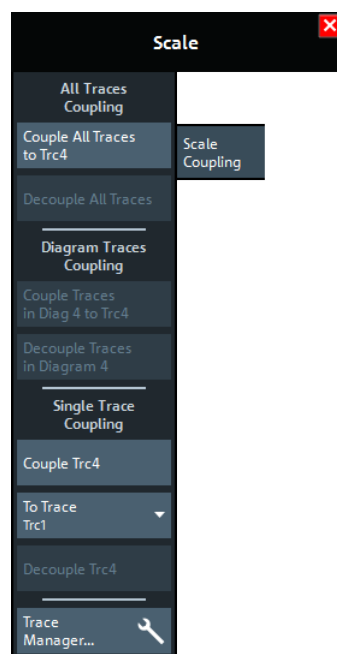 Scale
All Traces
Coupling
Couple All Traces
to Trc4
Scale
Coupling
Decouple All Traces
Diagram Traces
Coupling
Couple Traces
in Diag 4 to Trc4
Decouple Traces
in Diagram 4
Single Trace
Coupling
Couple Trc4
To Trace
Trc1
Decouple Trc4
Trace
Manager...